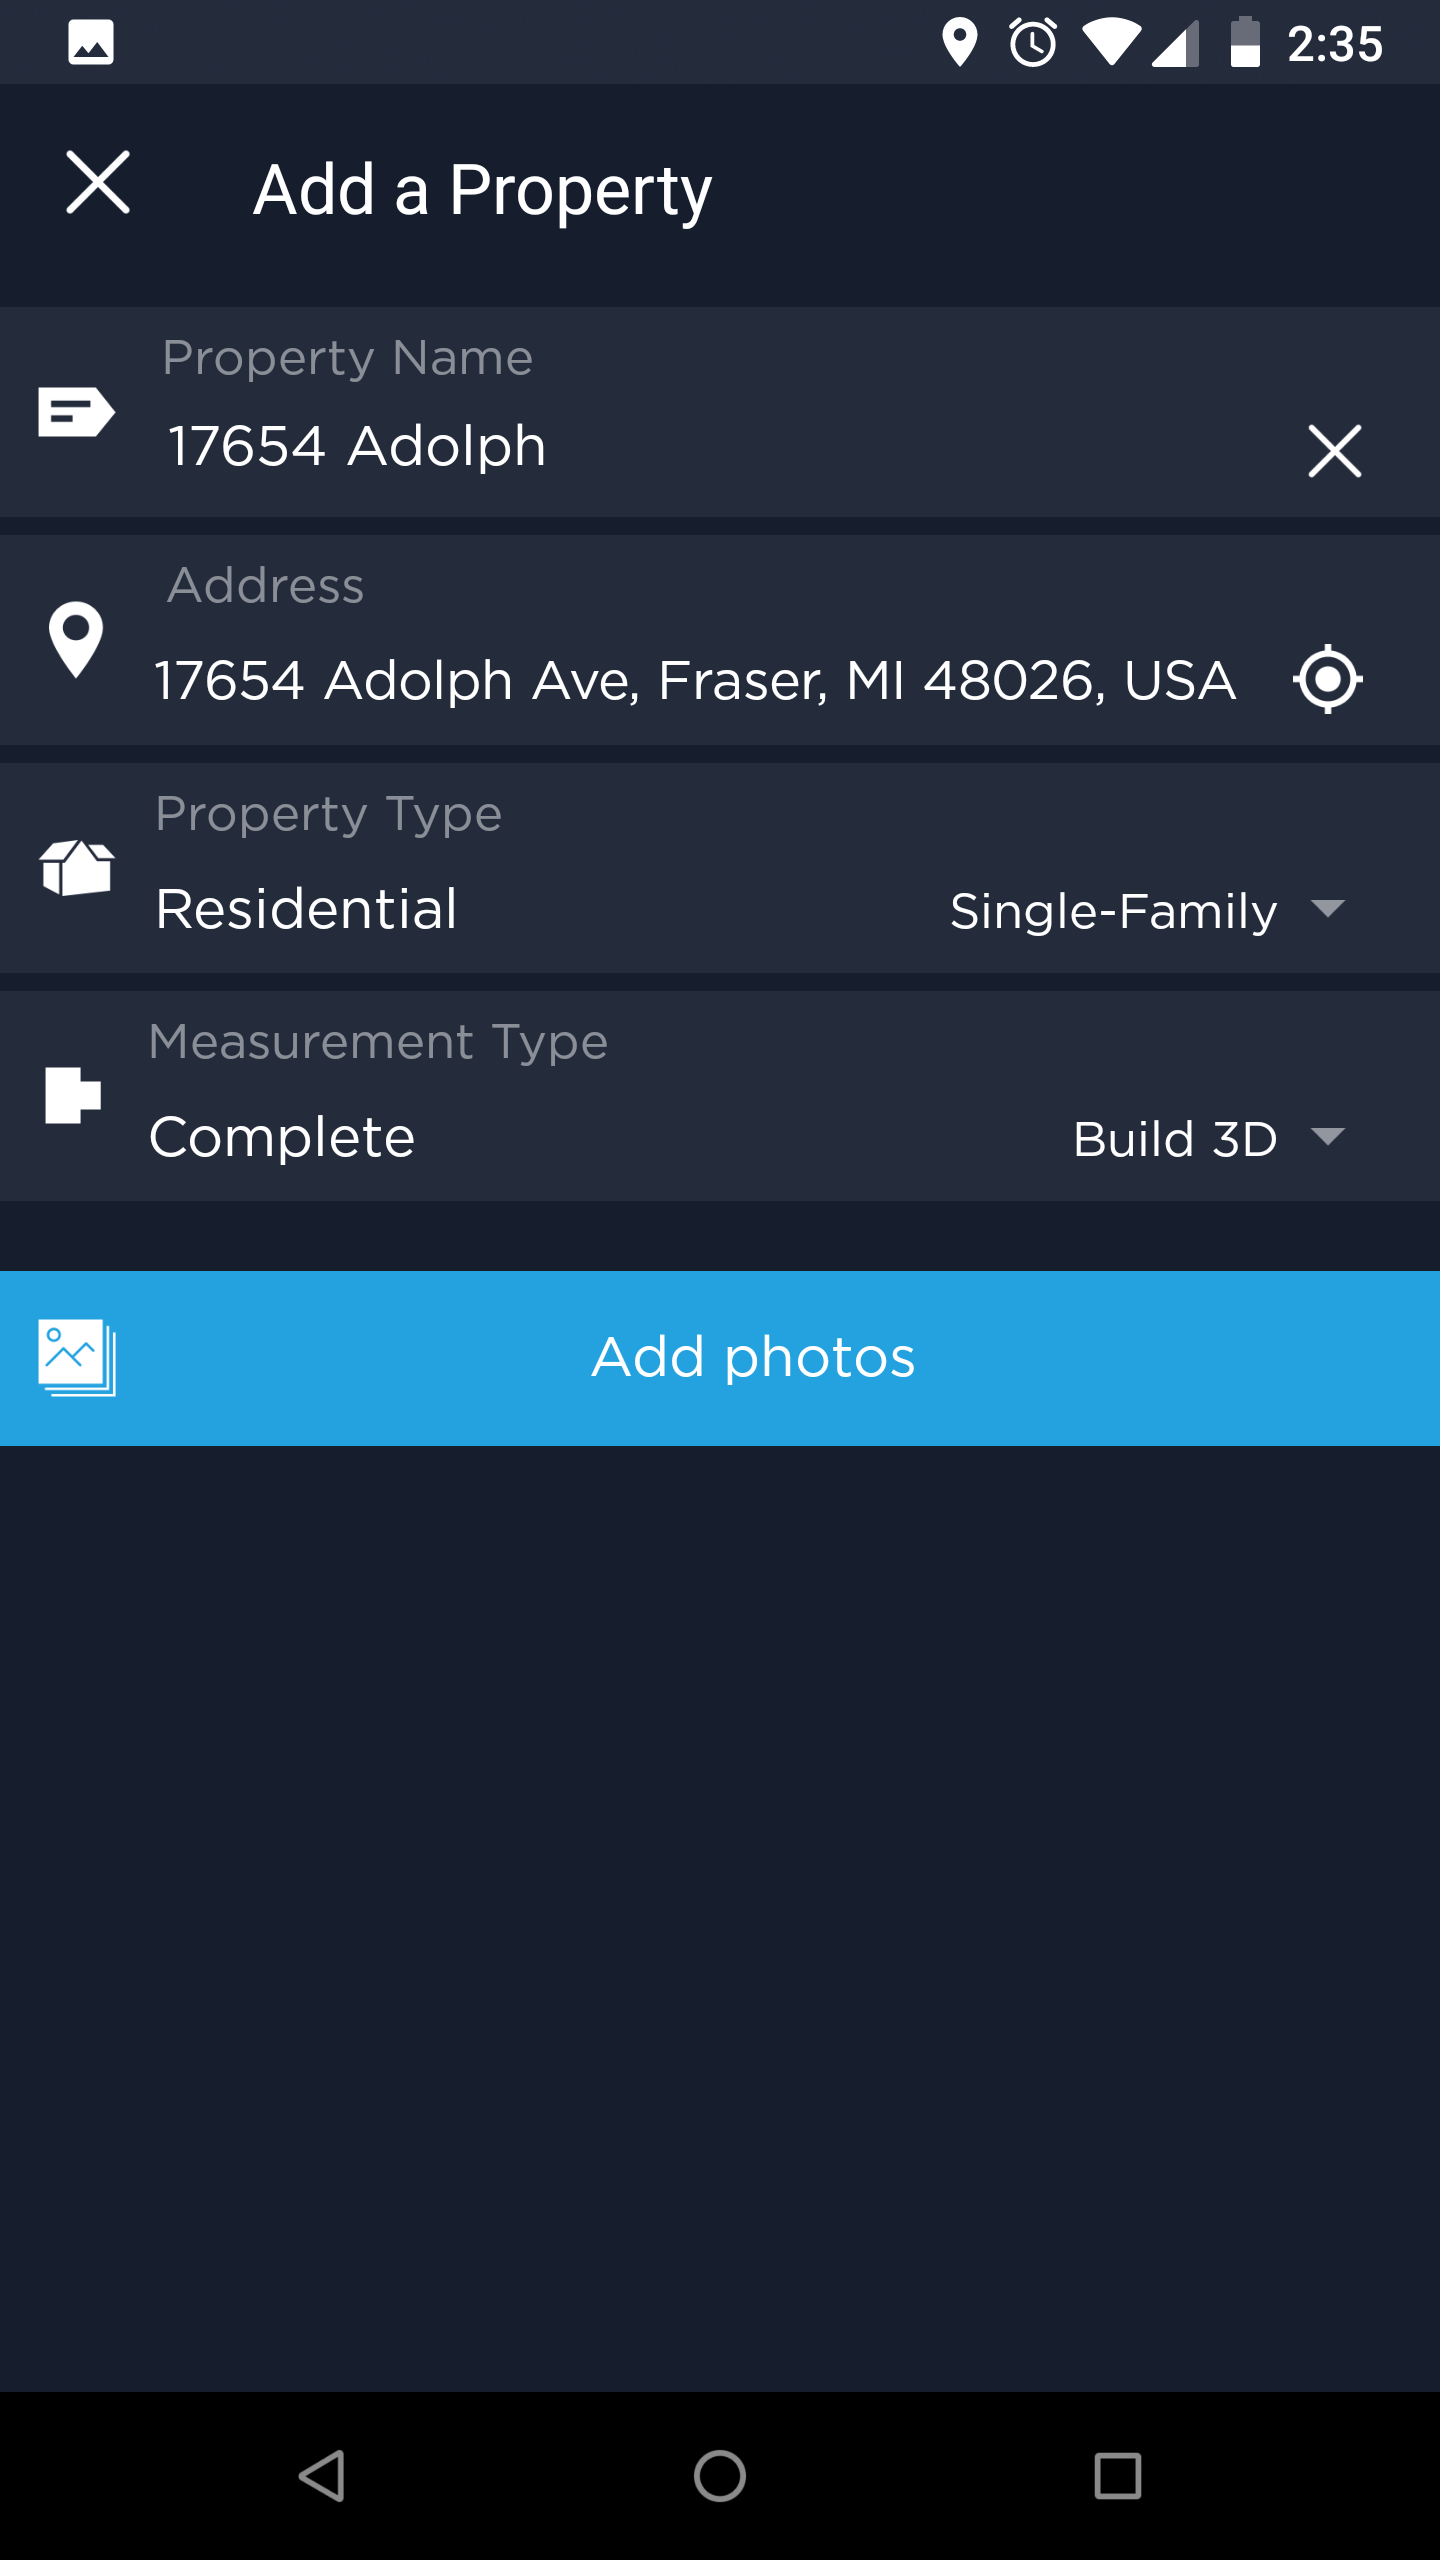 2:35
Add a Property
Property Name
17654 Adolph
Address
17654 Adolph Ave, Fraser, MI 48026, USA
Property Type
Residential
Single-Family
Measurement Type
Complete
Build 3D
Add photos